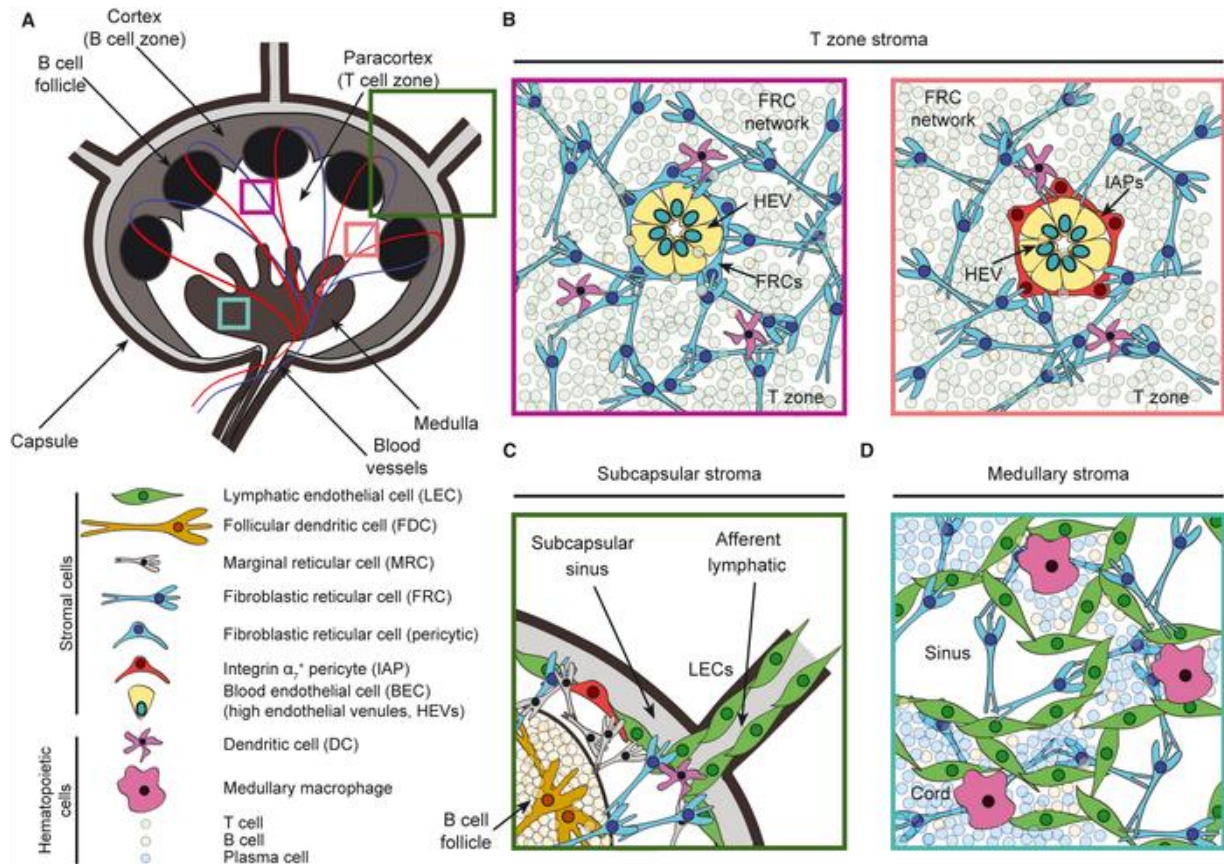 A
Cortex
(B cell zone)
B cell
follicle
Paracortex
(T cell zone)
Capsule
Medulla
Blood
vessels
Stromal cells
Lymphatic endothelial cell (LEC)
Follicular dendritic cell (FDC)
Marginal reticular cell (MRC)
Fibroblastic reticular cell (FRC)
Fibroblastic reticular cell (pericytic)
Integrin α₇⁺ pericyte (IAP)
Blood endothelial cell (BEC)
(high endothelial venules, HEVs)
Hematopoietic
cells
Dendritic cell (DC)
Medullary macrophage
T cell
B cell
Plasma cell
B
T zone stroma
FRC
network
HEV
FRCs
T zone
FRC
network
IAPs
HEV
T zone
C
Subcapsular stroma
Subcapsular
sinus
Afferent
lymphatic
LECs
B cell
follicle
D
Medullary stroma
Sinus
Cord